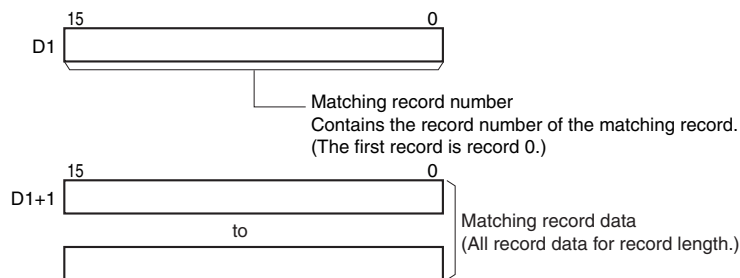 15 0
D1
Matching record number
Contains the record number of the matching record.
(The first record is record 0.)
15 0
D1+1
to
Matching record data
(All record data for record length.)